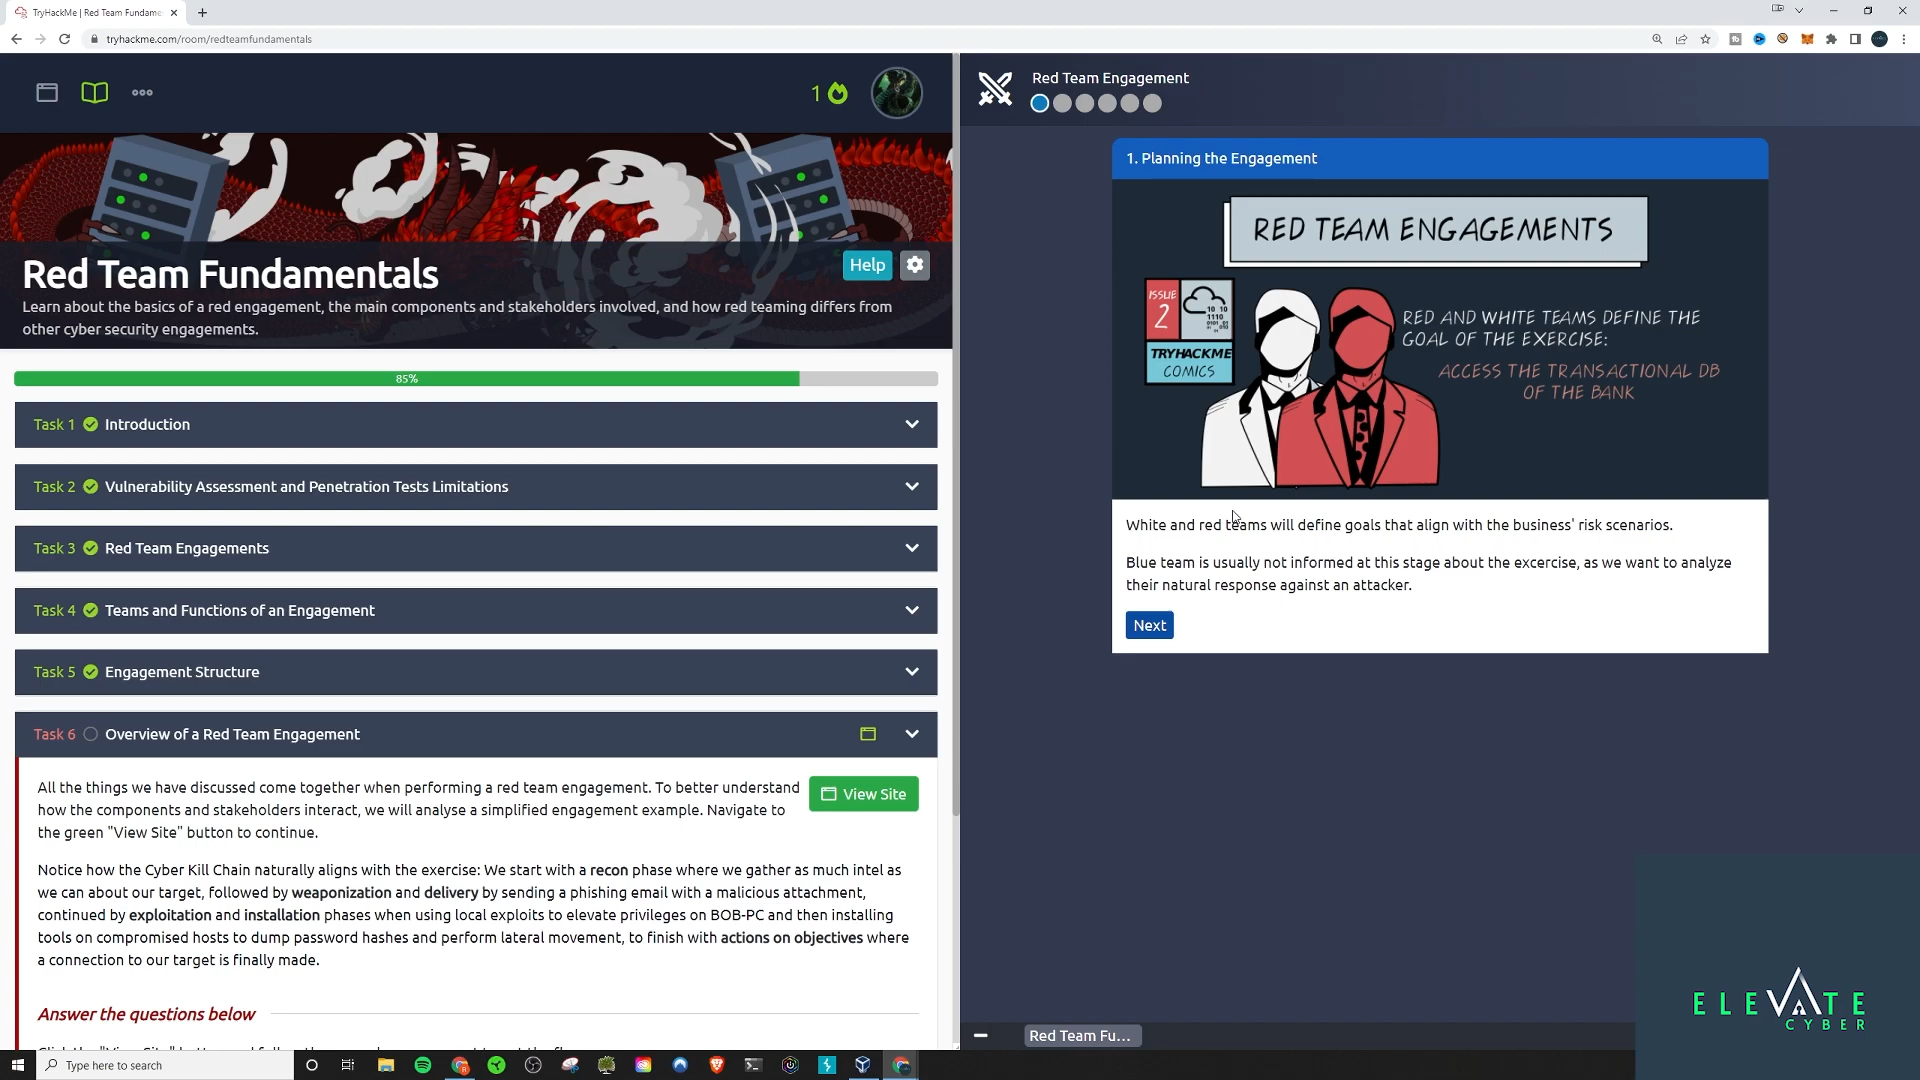 TryHackMe | Red Team Fundame
tryhackme.com/room/redteamfundamentals
1
Red Team Fundamentals
Help
Learn about the basics of a red engagement, the main components and stakeholders involved, and how red teaming differs from
other cyber security engagements.
85%
Task 1 Introduction
Task 2 Vulnerability Assessment and Penetration Tests Limitations
Task 3 Red Team Engagements
Task 4 Teams and Functions of an Engagement
Task 5 Engagement Structure
Task 6 Overview of a Red Team Engagement
All the things we have discussed come together when performing a red team engagement. To better understand
how the components and stakeholders interact, we will analyse a simplified engagement example. Navigate to
the green "View Site" button to continue.
View Site
Notice how the Cyber Kill Chain naturally aligns with the exercise: We start with a recon phase where we gather as much intel as
we can about our target, followed by weaponization and delivery by sending a phishing email with a malicious attachment,
continued by exploitation and installation phases when using local exploits to elevate privileges on BOB-PC and then installing
tools on compromised hosts to dump password hashes and perform lateral movement, to finish with actions on objectives where
a connection to our target is finally made.
Answer the questions below
Red Team Engagement
1. Planning the Engagement
RED TEAM ENGAGEMENTS
ISSUE
2
TRYHACKME
COMICS
RED AND WHITE TEAMS DEFINE THE
GOAL OF THE EXERCISE:
ACCESS THE TRANSACTIONAL DB
OF THE BANK
White and red teams will define goals that align with the business' risk scenarios.
Blue team is usually not informed at this stage about the excercise, as we want to analyze
their natural response against an attacker.
Next
Red Team Fu...
ELEVATE
CYBER
Type here to search